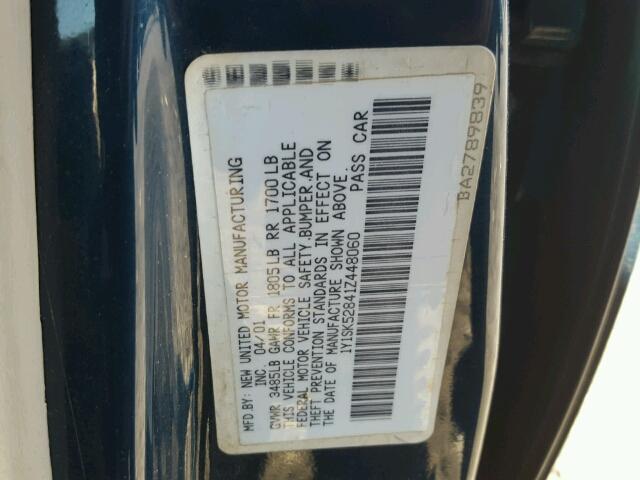 MFD.BY: NEW UNITED MOTOR MANUFACTURING
INC. 04/01
GVWR 3485LB GAWR FR 1805LB RR 1700LB
THIS VEHICLE CONFORMS TO ALL APPLICABLE
FEDERAL MOTOR VEHICLE SAFETY,BUMPER,AND
THEFT PREVENTION STANDARDS IN EFFECT ON
THE DATE OF MANUFACTURE SHOWN ABOVE.
1Y1SK52841Z448060 PASS CAR
BA2789839